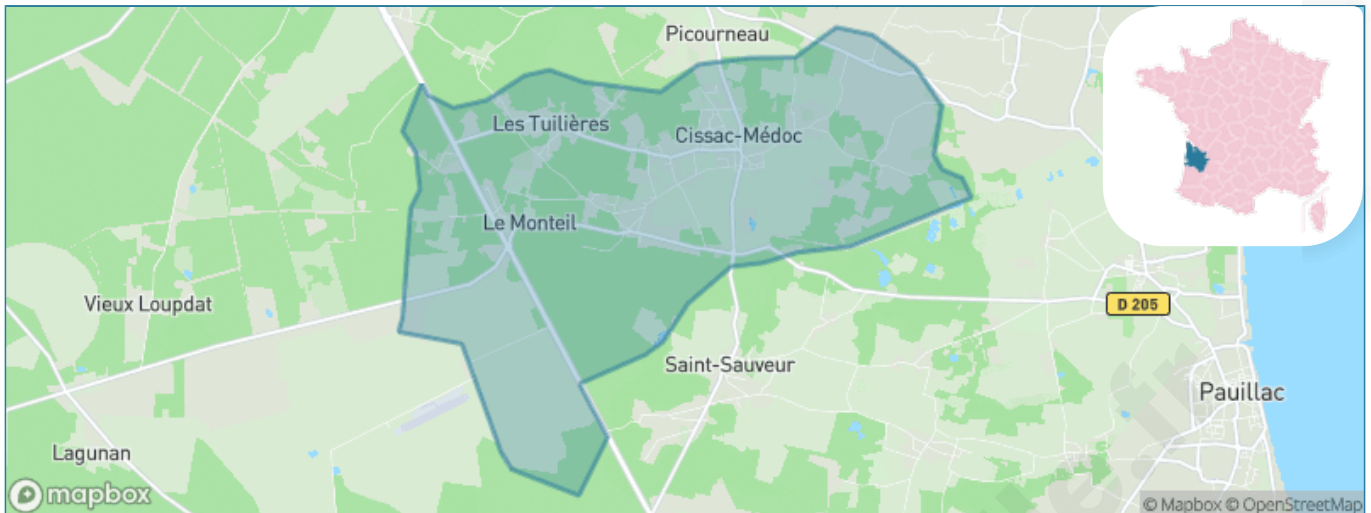 Picourneau
Les Tuilières
Cissac-Médoc
Le Monteil
Vieux Loupdat
D 205
Saint-Sauveur
Pauillac
Lagunan
mapbox
© Mapbox © OpenStreetMap